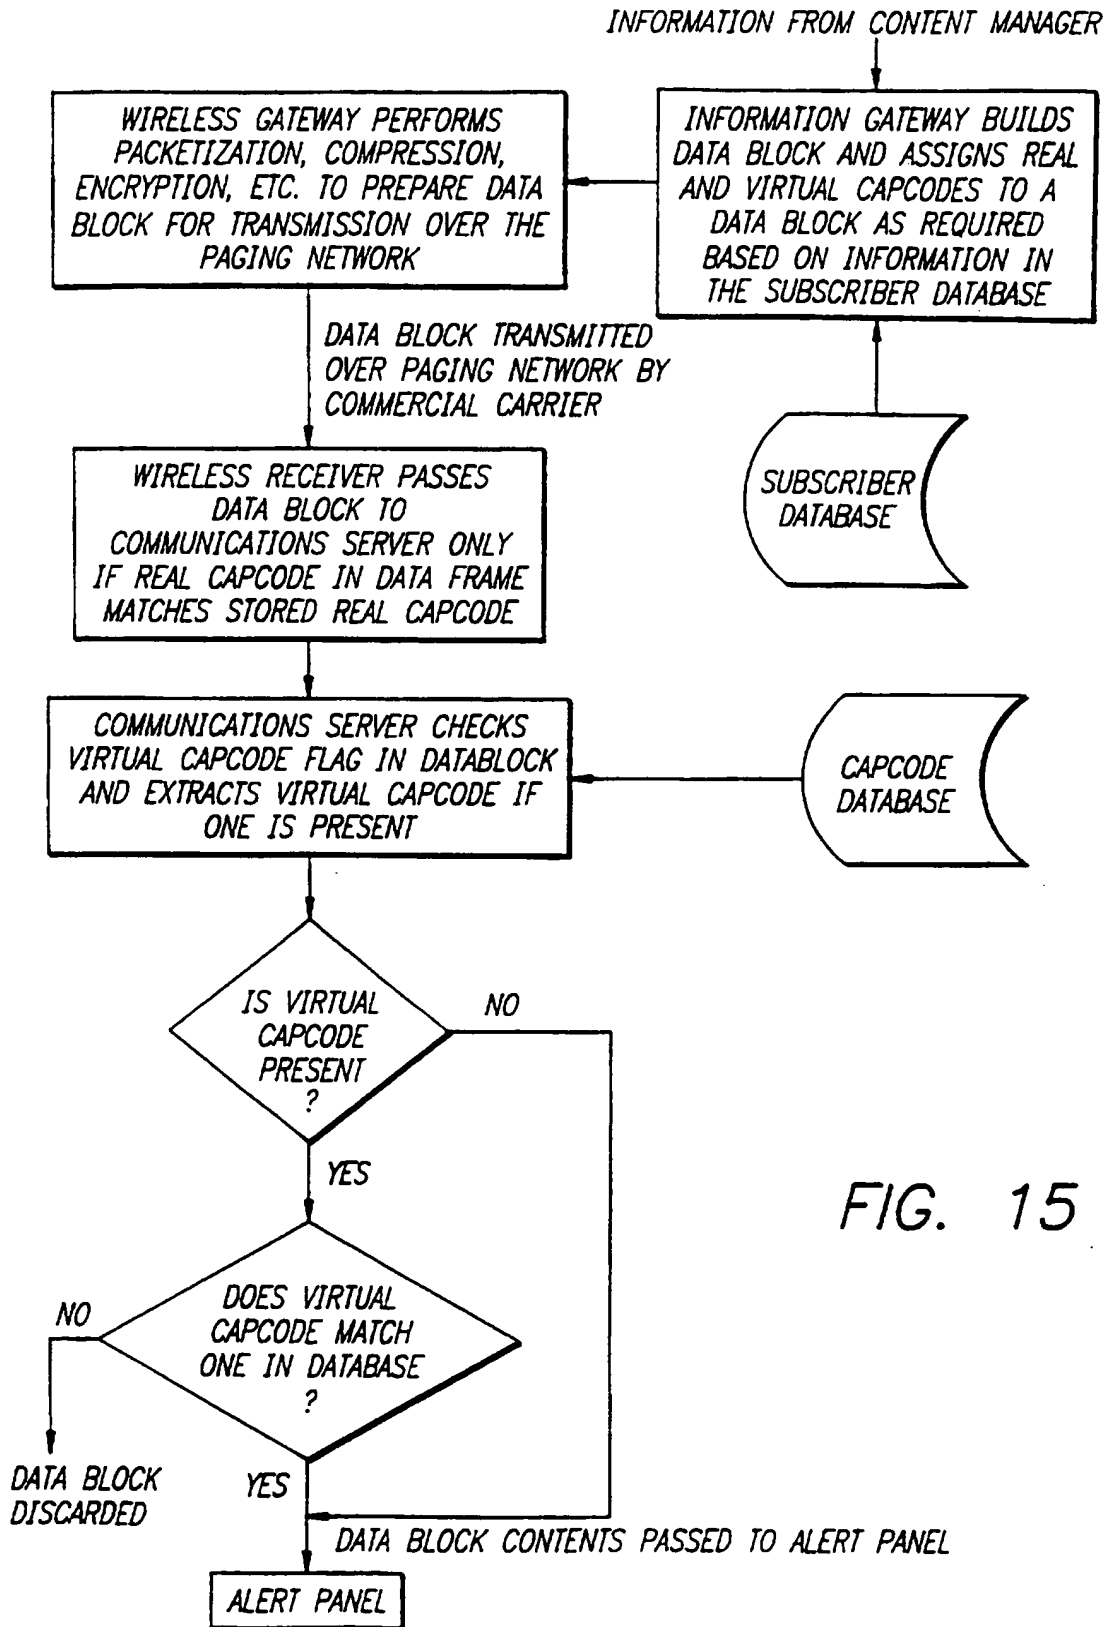 INFORMATION FROM CONTENT MANAGER
WIRELESS GATEWAY PERFORMS
PACKETIZATION, COMPRESSION,
ENCRYPTION, ETC. TO PREPARE DATA
BLOCK FOR TRANSMISSION OVER THE
PAGING NETWORK
INFORMATION GATEWAY BUILDS
DATA BLOCK AND ASSIGNS REAL
AND VIRTUAL CAPCODES TO A
DATA BLOCK AS REQUIRED
BASED ON INFORMATION IN
THE SUBSCRIBER DATABASE
DATA BLOCK TRANSMITTED
OVER PAGING NETWORK BY
COMMERCIAL CARRIER
SUBSCRIBER
DATABASE
WIRELESS RECEIVER PASSES
DATA BLOCK TO
COMMUNICATIONS SERVER ONLY
IF REAL CAPCODE IN DATA FRAME
MATCHES STORED REAL CAPCODE
COMMUNICATIONS SERVER CHECKS
VIRTUAL CAPCODE FLAG IN DATABLOCK
AND EXTRACTS VIRTUAL CAPCODE IF
ONE IS PRESENT
CAPCODE
DATABASE
IS VIRTUAL
CAPCODE
PRESENT
?
NO
YES
FIG. 15
DOES VIRTUAL
CAPCODE MATCH
ONE IN DATABASE
?
NO
DATA BLOCK
DISCARDED
YES
DATA BLOCK CONTENTS PASSED TO ALERT PANEL
ALERT PANEL